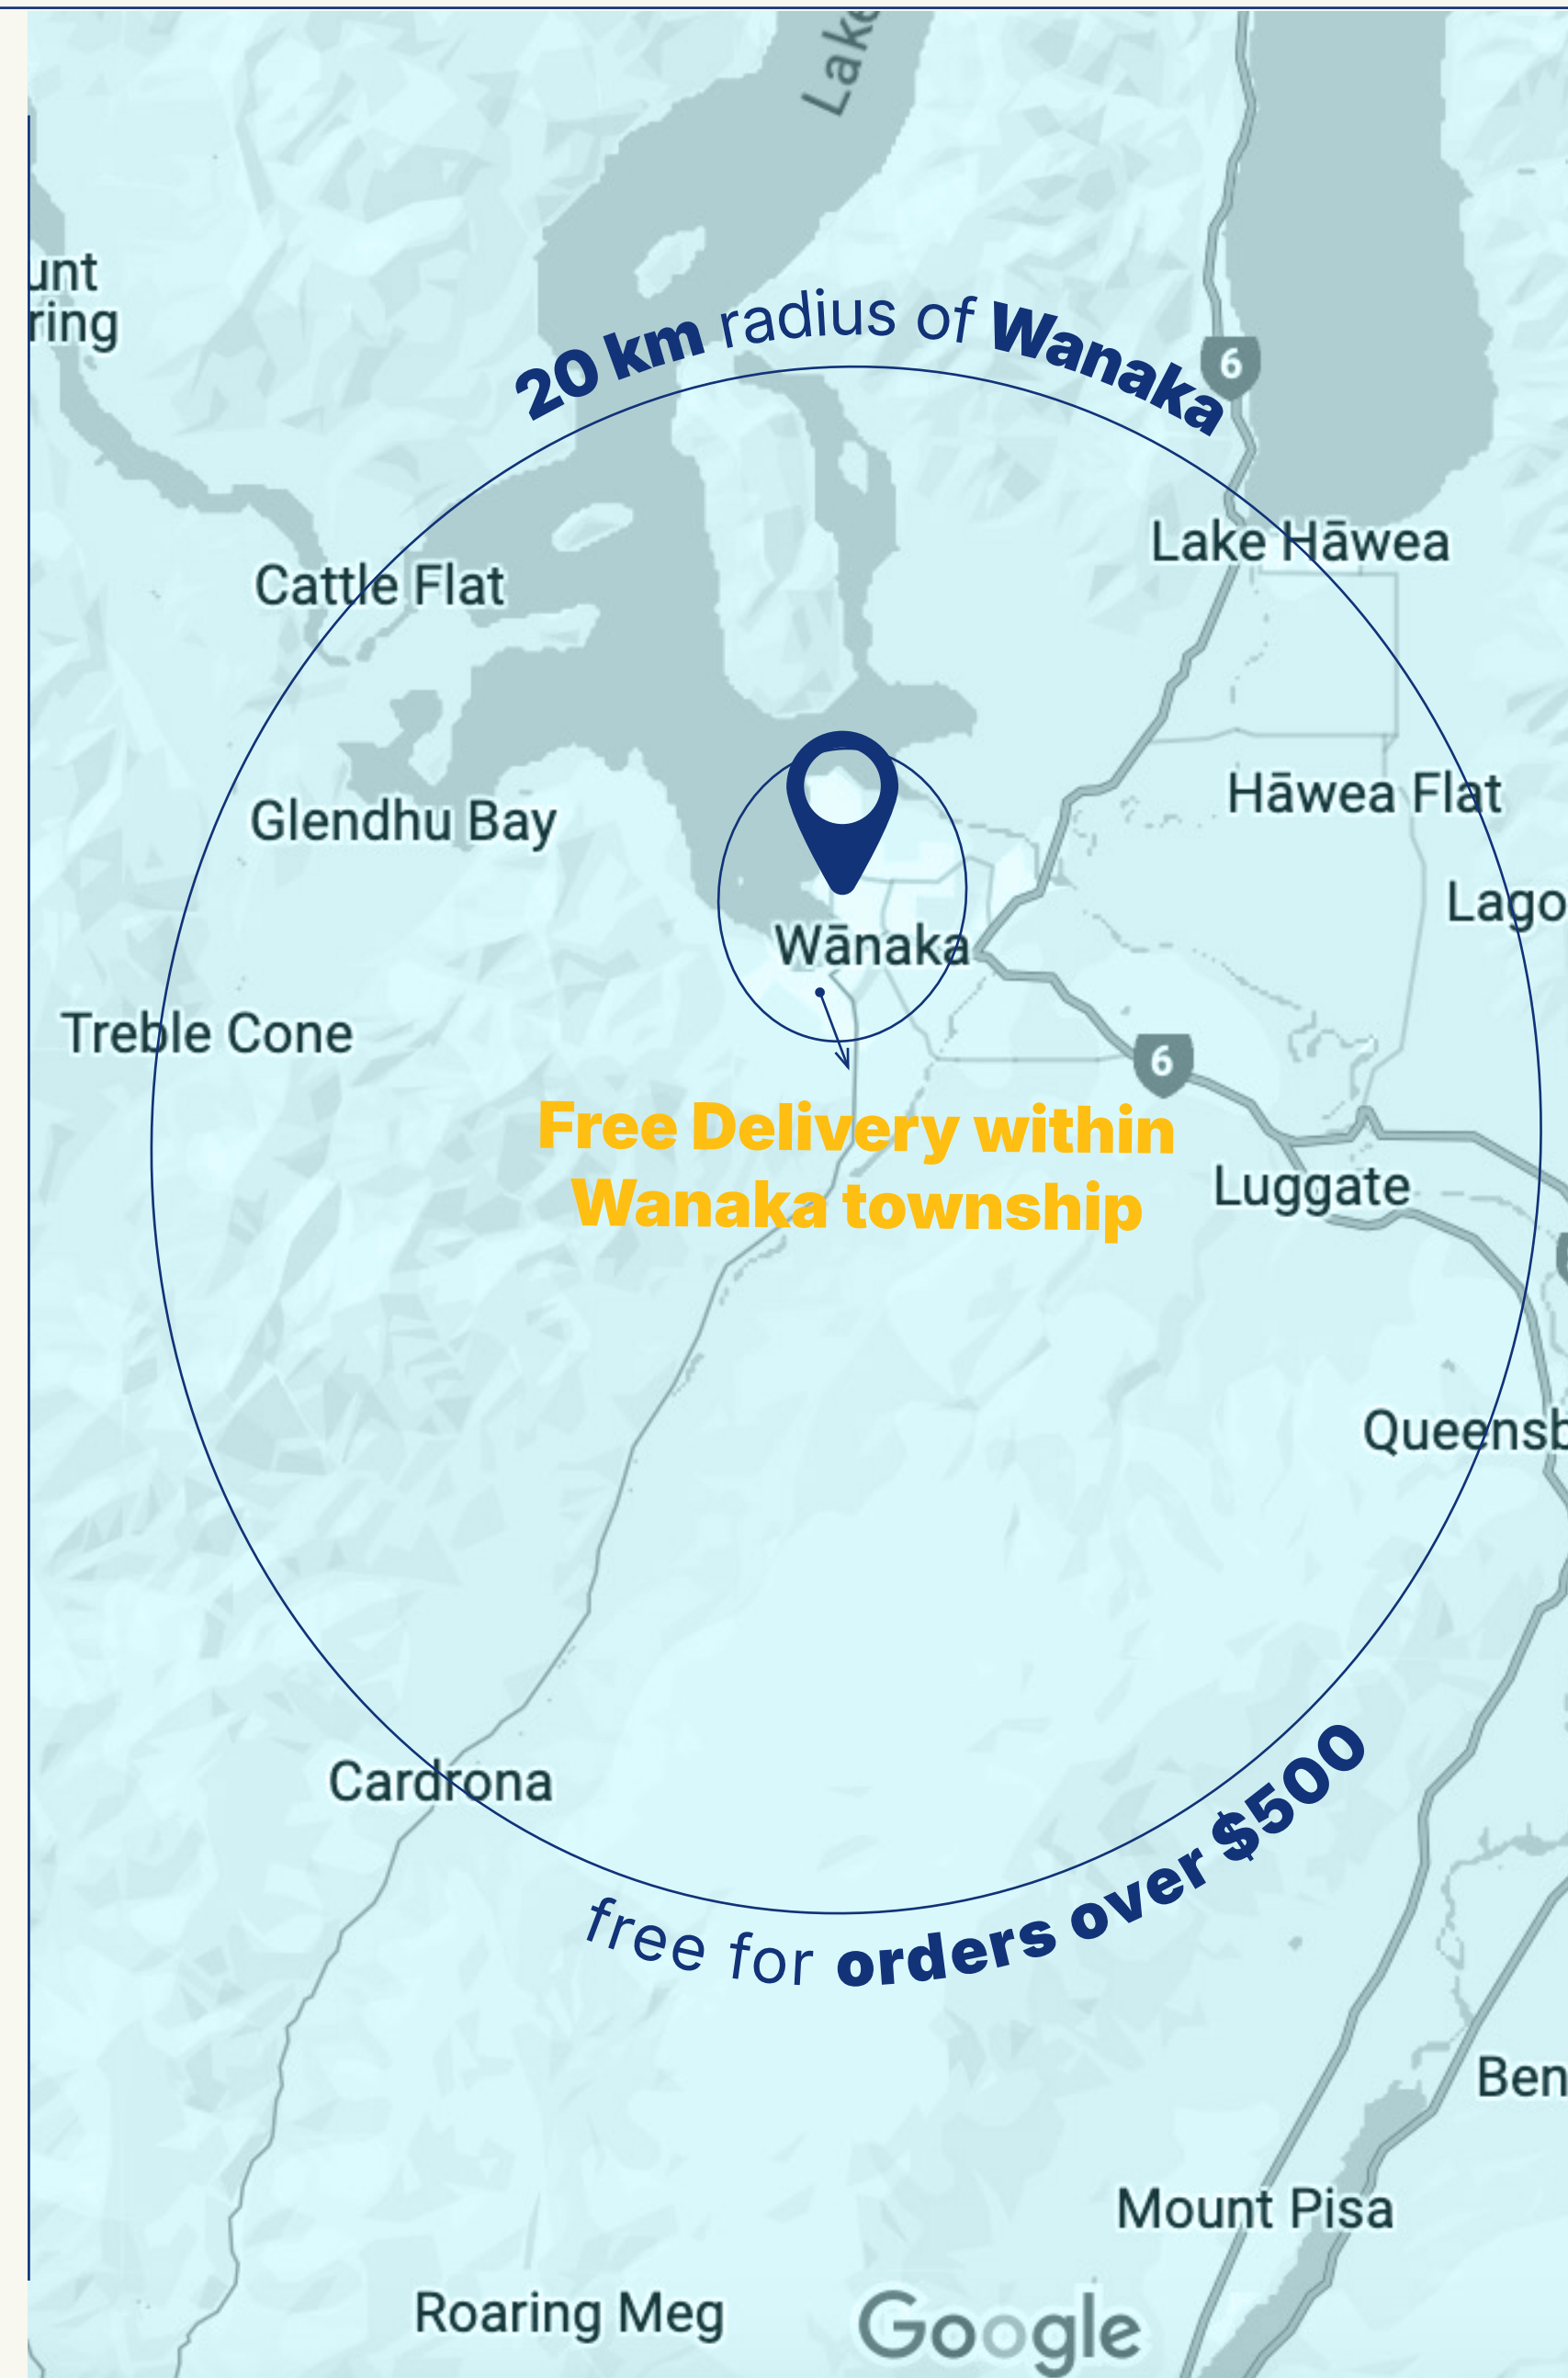 Lake
unt
ring
20 km radius of Wanaka
6
Lake Hāwea
Cattle Flat
Hāwea Flat
Glendhu Bay
Lago
Wānaka
Treble Cone
6
Free Delivery within
Wanaka township
Luggate
Queensb
Cardrona
free for orders over $500
Ben
Mount Pisa
Roaring Meg
Google